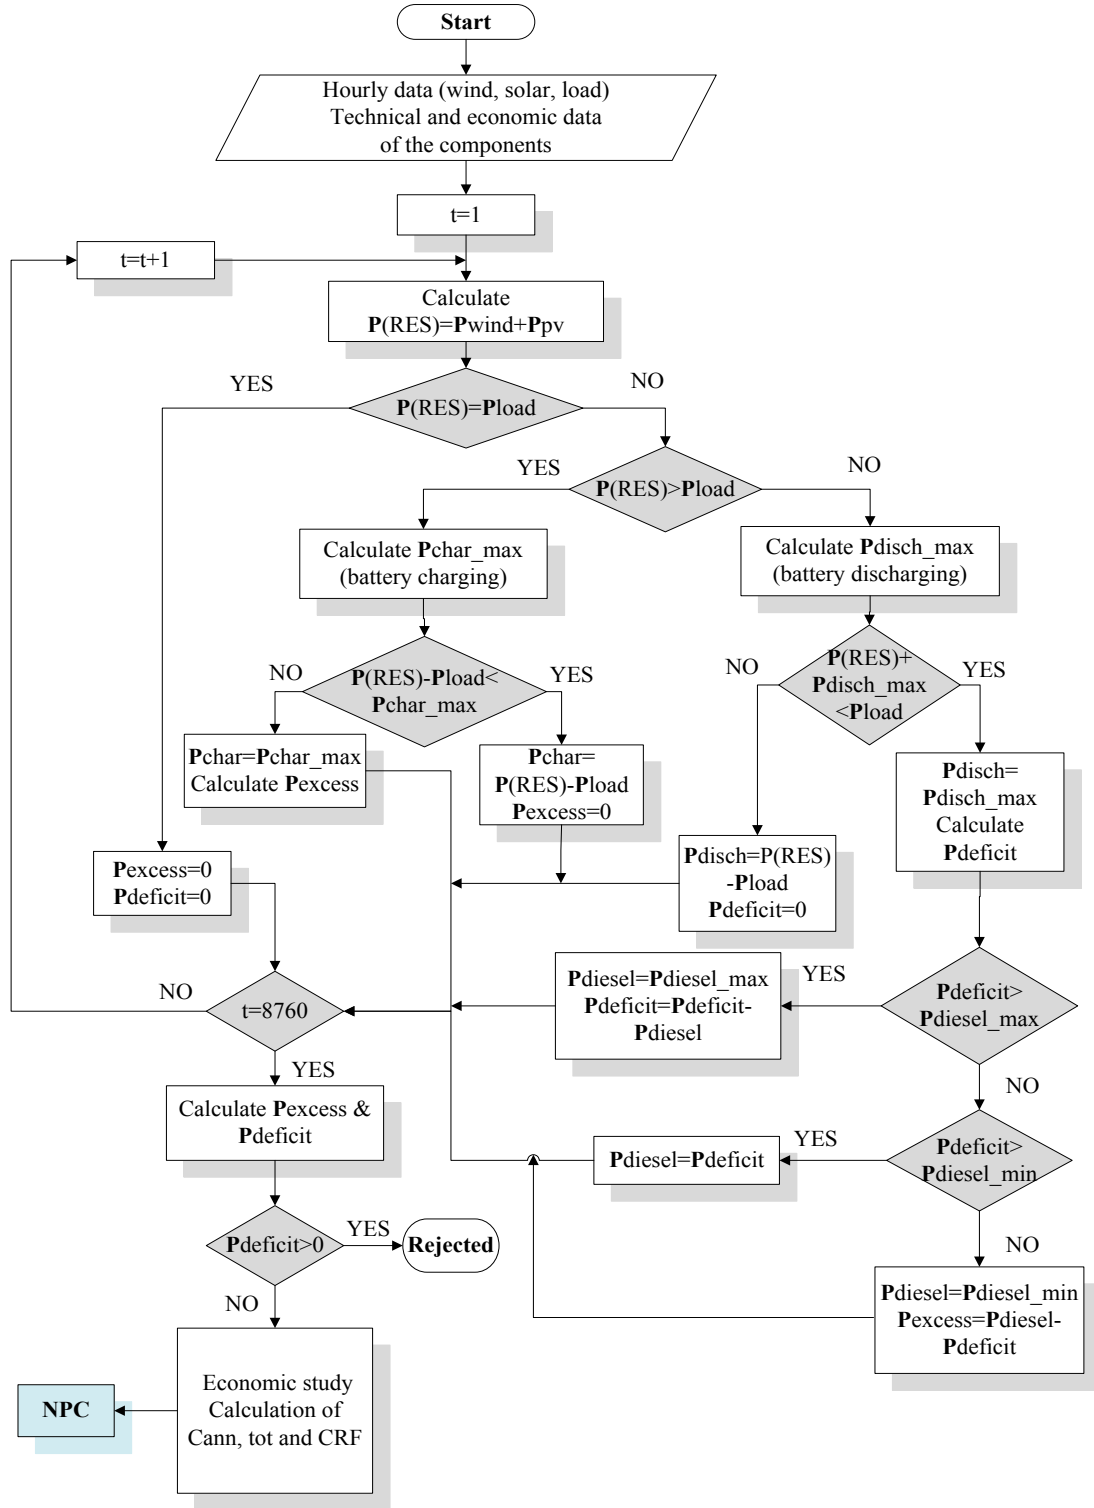 Start
Hourly data (wind, solar, load)
Technical and economic data
of the components
t=1
t=t+1
Calculate
P(RES)=Pwind+Ppv
YES
NO
P(RES)=Pload
YES
NO
P(RES)>Pload
Calculate Pchar_max
(battery charging)
Calculate Pdisch_max
(battery discharging)
NO
YES
P(RES)-Pload<
Pchar_max
NO
YES
P(RES)+
Pdisch_max
<Pload
Pchar=Pchar_max
Calculate Pexcess
Pchar=
P(RES)-Pload
Pexcess=0
Pdisch=
Pdisch_max
Calculate
Pdeficit
Pexcess=0
Pdeficit=0
Pdisch=P(RES)
-Pload
Pdeficit=0
NO
t=8760
YES
Pdiesel=Pdiesel_max
Pdeficit=Pdeficit-
Pdiesel
YES
Pdeficit>
Pdiesel_max
NO
Calculate Pexcess &
Pdeficit
Pdiesel=Pdeficit
YES
Pdeficit>
Pdiesel_min
NO
Pdeficit>0
YES
Rejected
NO
Pdiesel=Pdiesel_min
Pexcess=Pdiesel-
Pdeficit
Economic study
Calculation of
Cann, tot and CRF
NPC